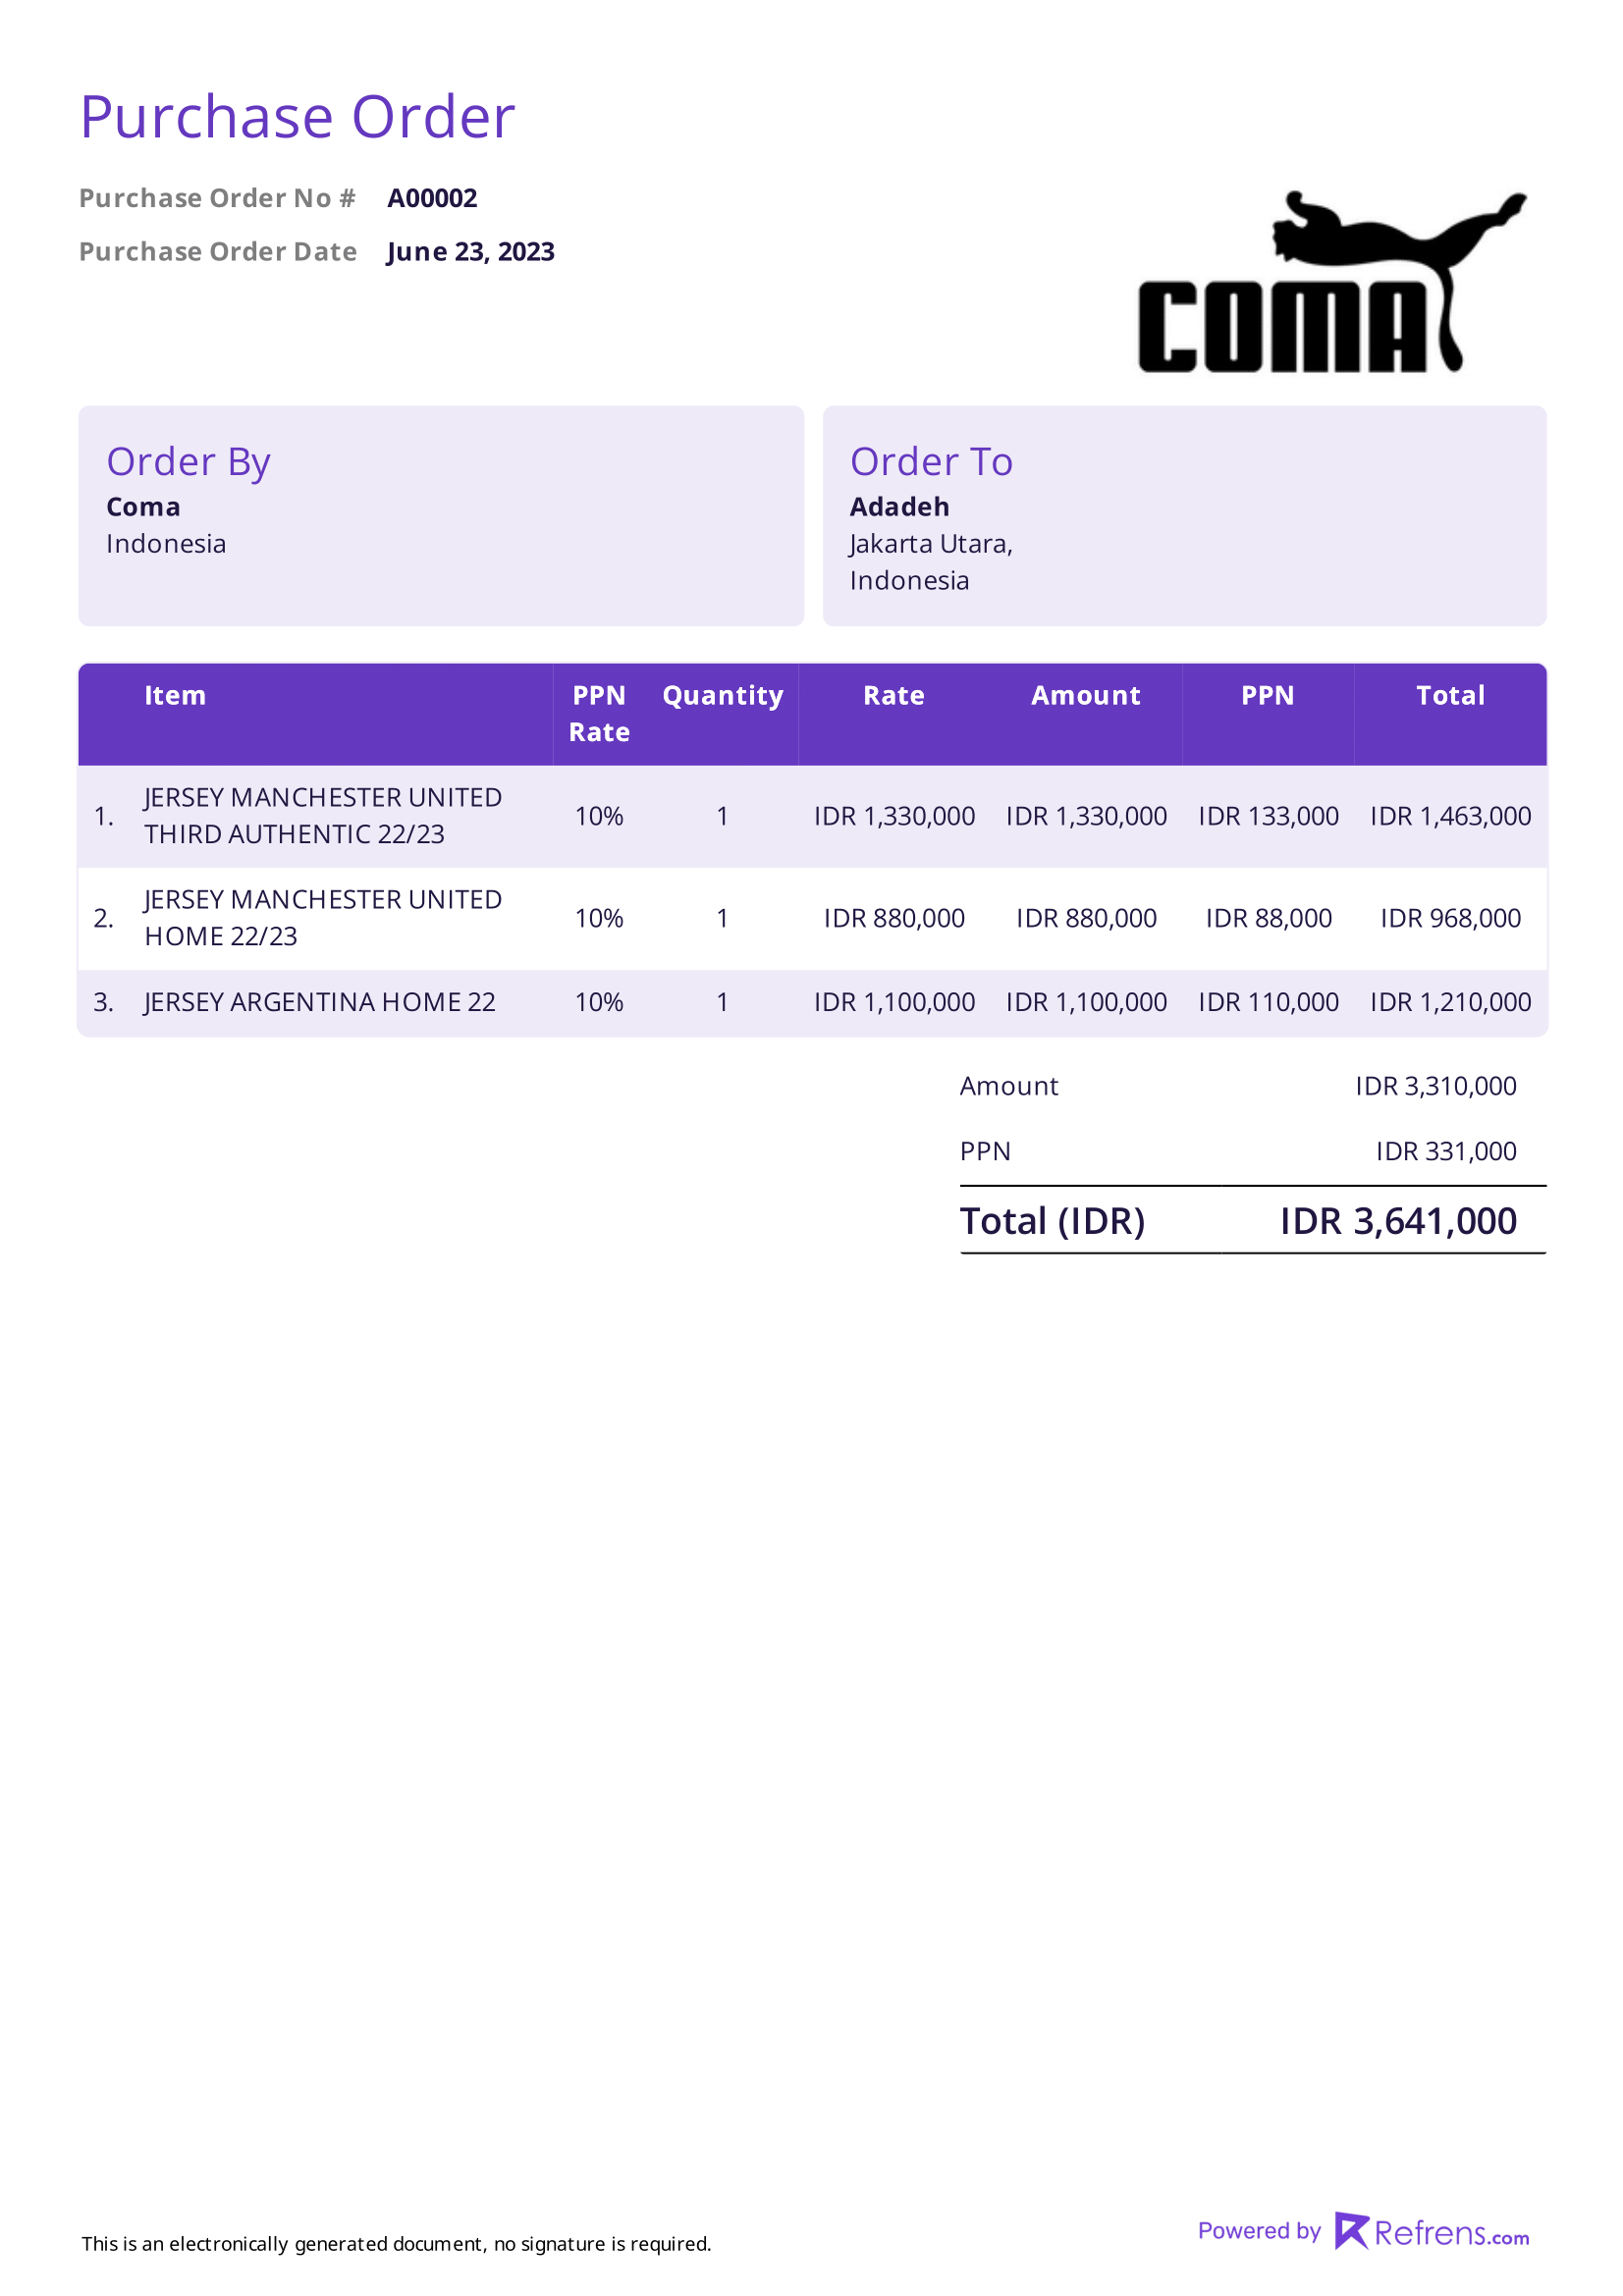 Purchase Order
Purchase Order No # A00002
Purchase Order Date June 23, 2023
COMA
Order By
Coma
Indonesia
Order To
Adadeh
Jakarta Utara,
Indonesia
Item PPN Rate Quantity Rate Amount PPN Total
1. JERSEY MANCHESTER UNITED THIRD AUTHENTIC 22/23 10% 1 IDR 1,330,000 IDR 1,330,000 IDR 133,000 IDR 1,463,000
2. JERSEY MANCHESTER UNITED HOME 22/23 10% 1 IDR 880,000 IDR 880,000 IDR 88,000 IDR 968,000
3. JERSEY ARGENTINA HOME 22 10% 1 IDR 1,100,000 IDR 1,100,000 IDR 110,000 IDR 1,210,000
Amount IDR 3,310,000
PPN IDR 331,000
Total (IDR) IDR 3,641,000
This is an electronically generated document, no signature is required.
Powered by Refrens.com